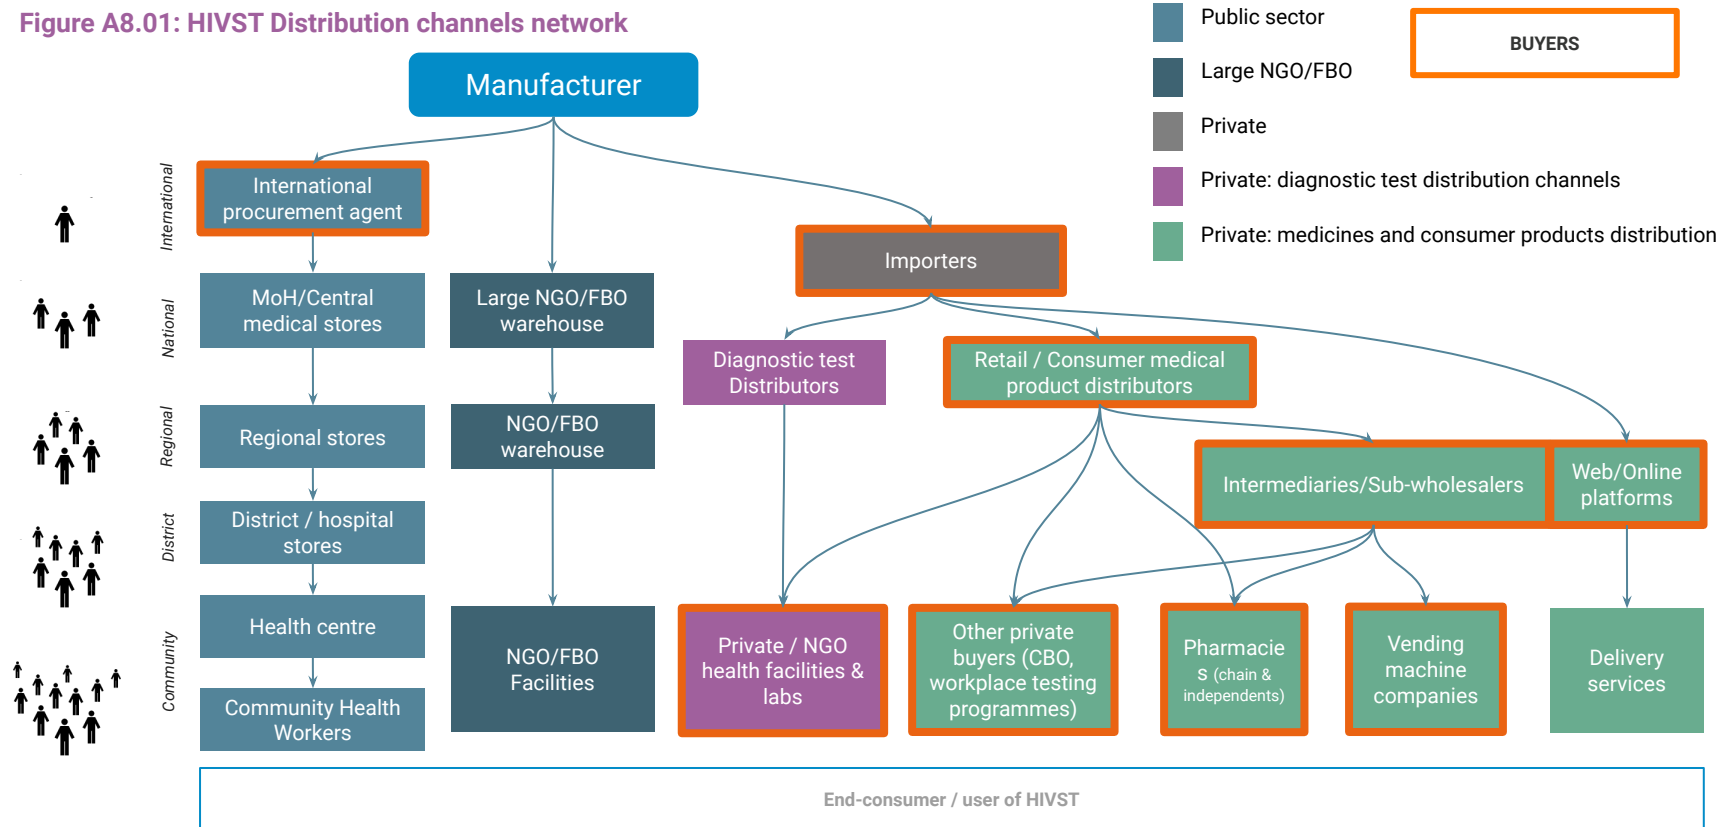 Figure A8.01: HIVST Distribution channels network
Public sector
Large NGO/FBO
Private
Private: diagnostic test distribution channels
Private: medicines and consumer products distribution
BUYERS
Manufacturer
International
National
Regional
District
Community
International
procurement agent
MoH/Central
medical stores
Regional stores
District / hospital
stores
Health centre
Community Health
Workers
Large NGO/FBO
warehouse
NGO/FBO
warehouse
NGO/FBO
Facilities
Importers
Diagnostic test
Distributors
Retail / Consumer medical
product distributors
Intermediaries/Sub-wholesalers
Web/Online
platforms
Private / NGO
health facilities &
labs
Other private
buyers (CBO,
workplace testing
programmes)
Pharmacie
s (chain &
independents)
Vending
machine
companies
Delivery
services
End-consumer / user of HIVST